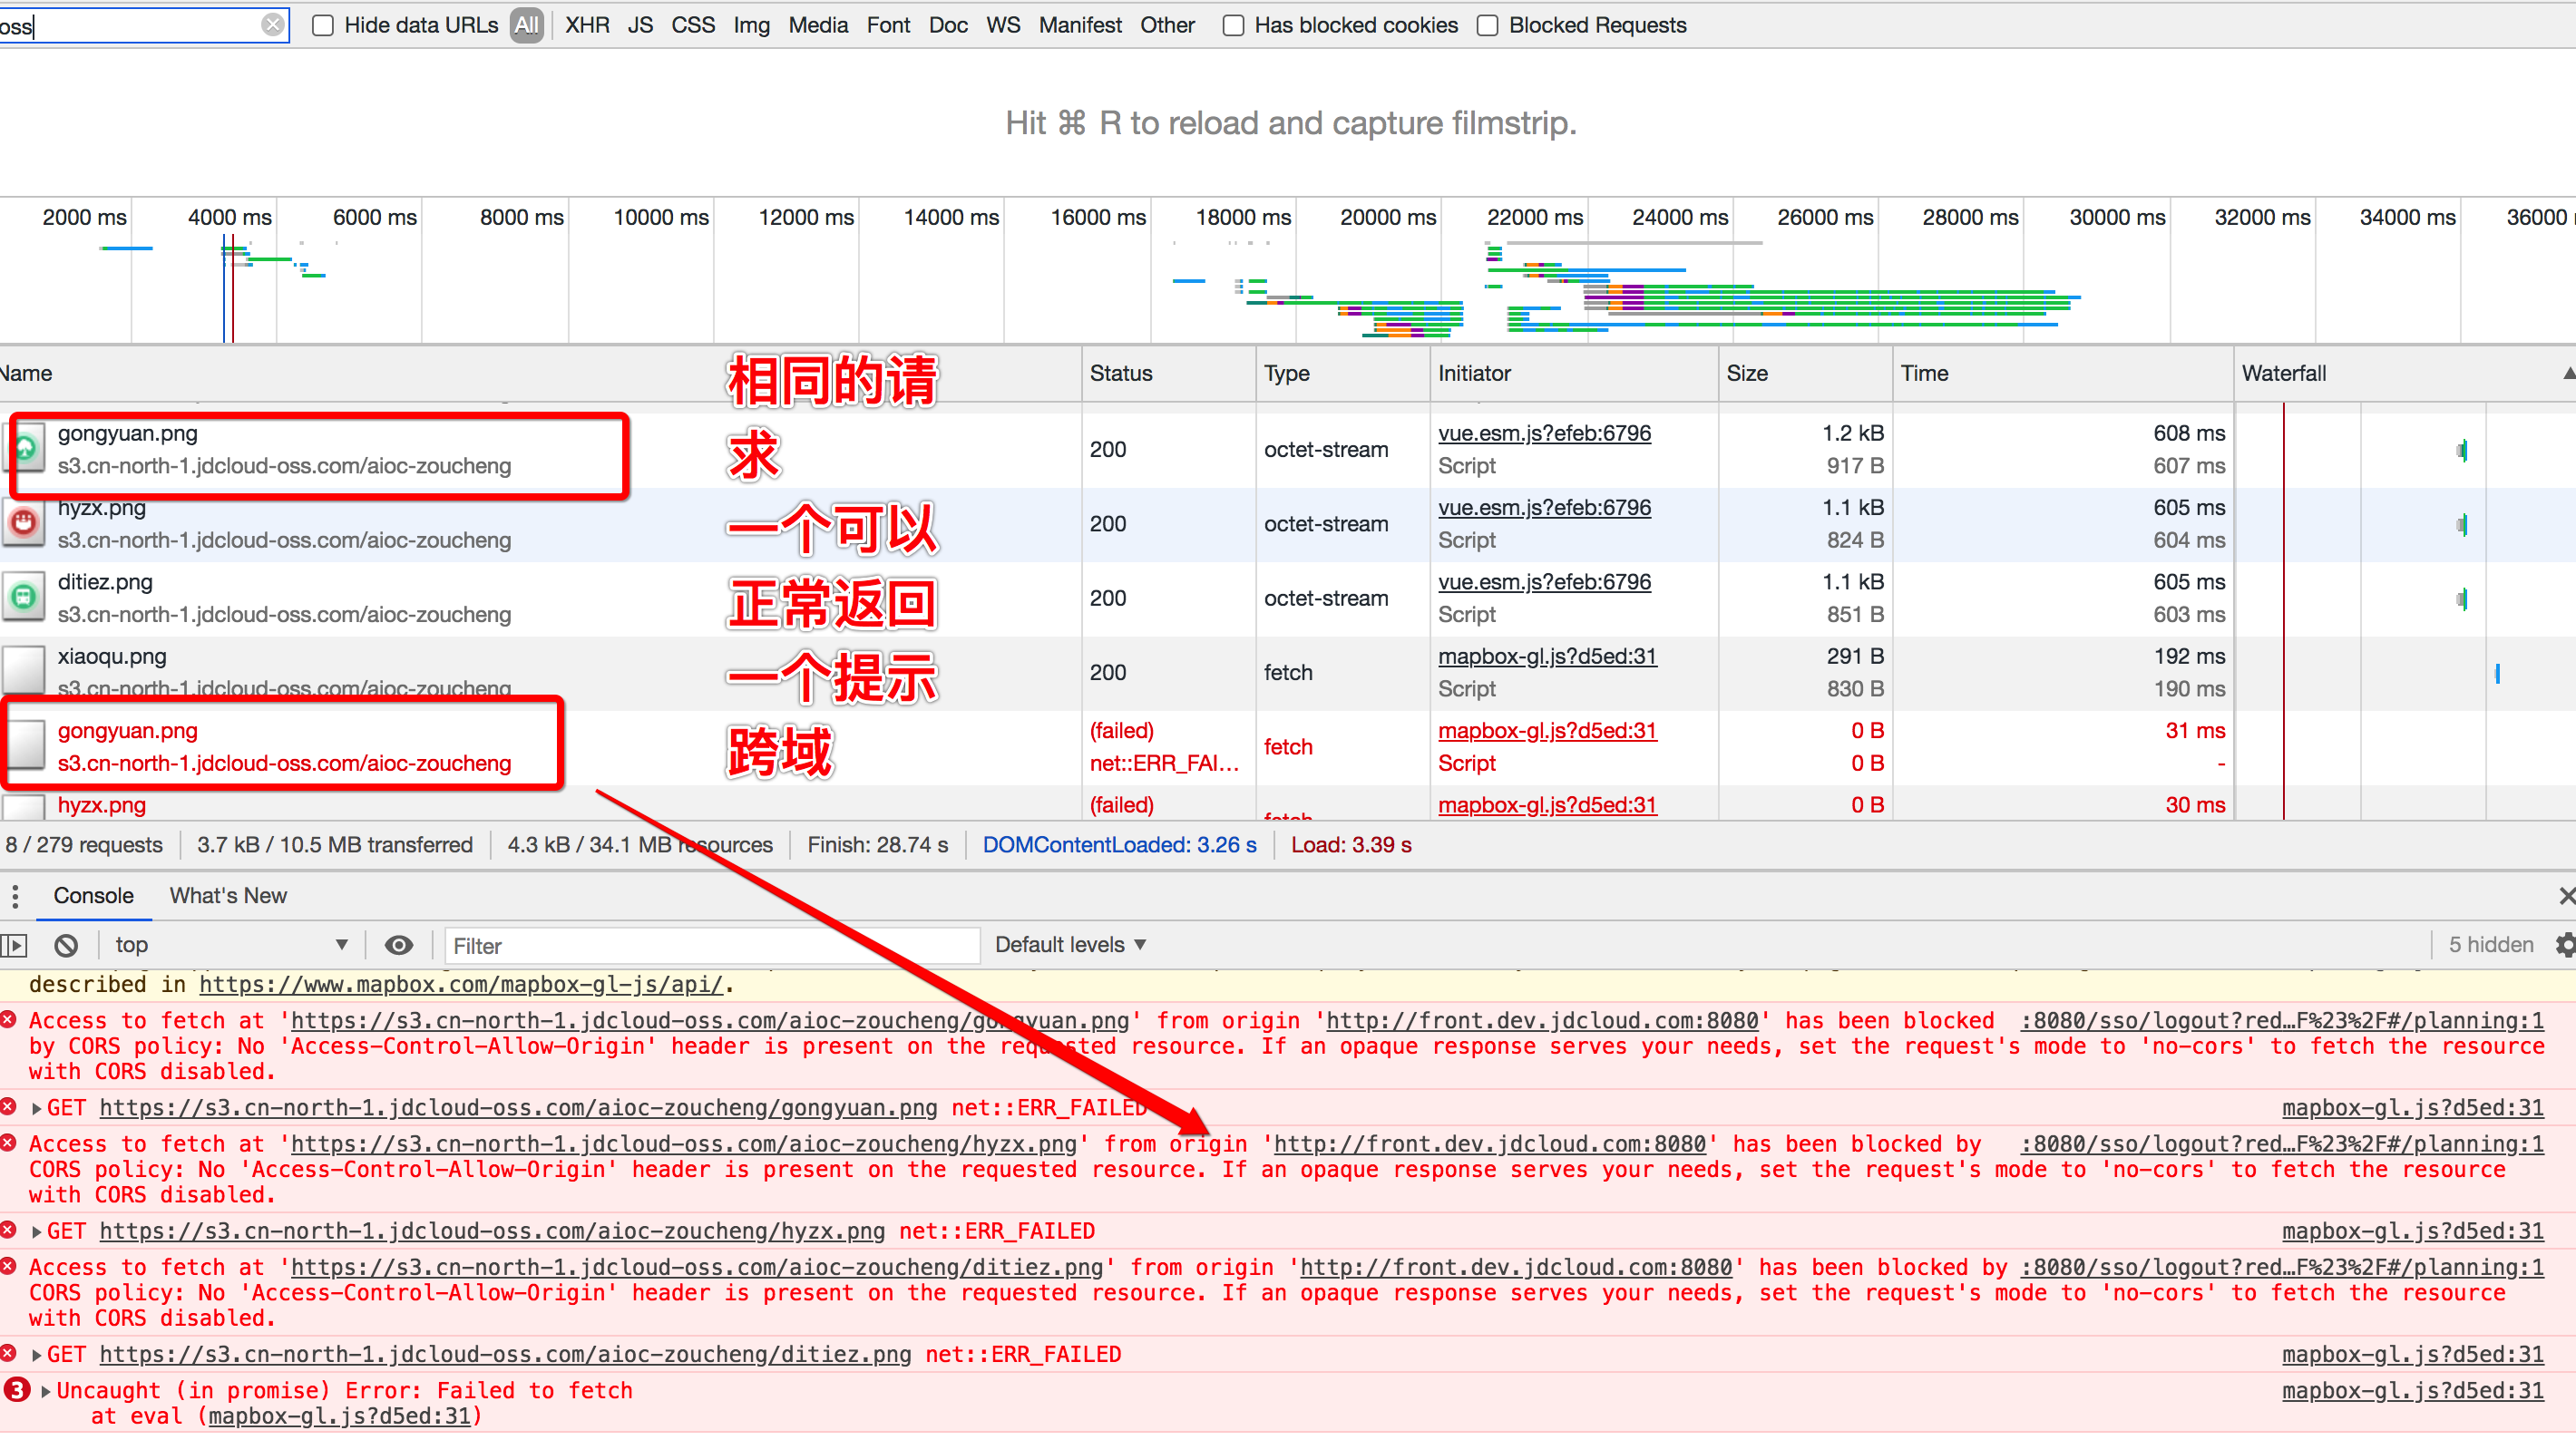 oss
Hide data URLs All XHR JS CSS Img Media Font Doc WS Manifest Other Has blocked cookies Blocked Requests
Hit ⌘ R to reload and capture filmstrip.
2000 ms 4000 ms 6000 ms 8000 ms 10000 ms 12000 ms 14000 ms 16000 ms 18000 ms 20000 ms 22000 ms 24000 ms 26000 ms 28000 ms 30000 ms 32000 ms 34000 ms 36000
Name Status Type Initiator Size Time Waterfall
相同的请
求
一个可以
正常返回
一个提示
跨域
gongyuan.png 200 octet-stream vue.esm.js?efeb:6796 1.2 kB 608 ms
s3.cn-north-1.jdcloud-oss.com/aioc-zoucheng Script 917 B 607 ms
hyzx.png 200 octet-stream vue.esm.js?efeb:6796 1.1 kB 605 ms
s3.cn-north-1.jdcloud-oss.com/aioc-zoucheng Script 824 B 604 ms
ditiez.png 200 octet-stream vue.esm.js?efeb:6796 1.1 kB 605 ms
s3.cn-north-1.jdcloud-oss.com/aioc-zoucheng Script 851 B 603 ms
xiaoqu.png 200 fetch mapbox-gl.js?d5ed:31 291 B 192 ms
s3.cn-north-1.jdcloud-oss.com/aioc-zoucheng Script 830 B 190 ms
gongyuan.png (failed) fetch mapbox-gl.js?d5ed:31 0 B 31 ms
s3.cn-north-1.jdcloud-oss.com/aioc-zoucheng net::ERR_FAI... Script 0 B -
hyzx.png (failed) fetch mapbox-gl.js?d5ed:31 0 B 30 ms
8 / 279 requests 3.7 kB / 10.5 MB transferred 4.3 kB / 34.1 MB resources Finish: 28.74 s DOMContentLoaded: 3.26 s Load: 3.39 s
Console What's New
top Filter Default levels 5 hidden
described in https://www.mapbox.com/mapbox-gl-js/api/.
Access to fetch at 'https://s3.cn-north-1.jdcloud-oss.com/aioc-zoucheng/gongyuan.png' from origin 'http://front.dev.jdcloud.com:8080' has been blocked :8080/sso/logout?red…F%23%2F#/planning:1
by CORS policy: No 'Access-Control-Allow-Origin' header is present on the requested resource. If an opaque response serves your needs, set the request's mode to 'no-cors' to fetch the resource
with CORS disabled.
GET https://s3.cn-north-1.jdcloud-oss.com/aioc-zoucheng/gongyuan.png net::ERR_FAILED mapbox-gl.js?d5ed:31
Access to fetch at 'https://s3.cn-north-1.jdcloud-oss.com/aioc-zoucheng/hyzx.png' from origin 'http://front.dev.jdcloud.com:8080' has been blocked by :8080/sso/logout?red…F%23%2F#/planning:1
CORS policy: No 'Access-Control-Allow-Origin' header is present on the requested resource. If an opaque response serves your needs, set the request's mode to 'no-cors' to fetch the resource
with CORS disabled.
GET https://s3.cn-north-1.jdcloud-oss.com/aioc-zoucheng/hyzx.png net::ERR_FAILED mapbox-gl.js?d5ed:31
Access to fetch at 'https://s3.cn-north-1.jdcloud-oss.com/aioc-zoucheng/ditiez.png' from origin 'http://front.dev.jdcloud.com:8080' has been blocked by :8080/sso/logout?red…F%23%2F#/planning:1
CORS policy: No 'Access-Control-Allow-Origin' header is present on the requested resource. If an opaque response serves your needs, set the request's mode to 'no-cors' to fetch the resource
with CORS disabled.
GET https://s3.cn-north-1.jdcloud-oss.com/aioc-zoucheng/ditiez.png net::ERR_FAILED mapbox-gl.js?d5ed:31
3 Uncaught (in promise) Error: Failed to fetch mapbox-gl.js?d5ed:31
at eval (mapbox-gl.js?d5ed:31)